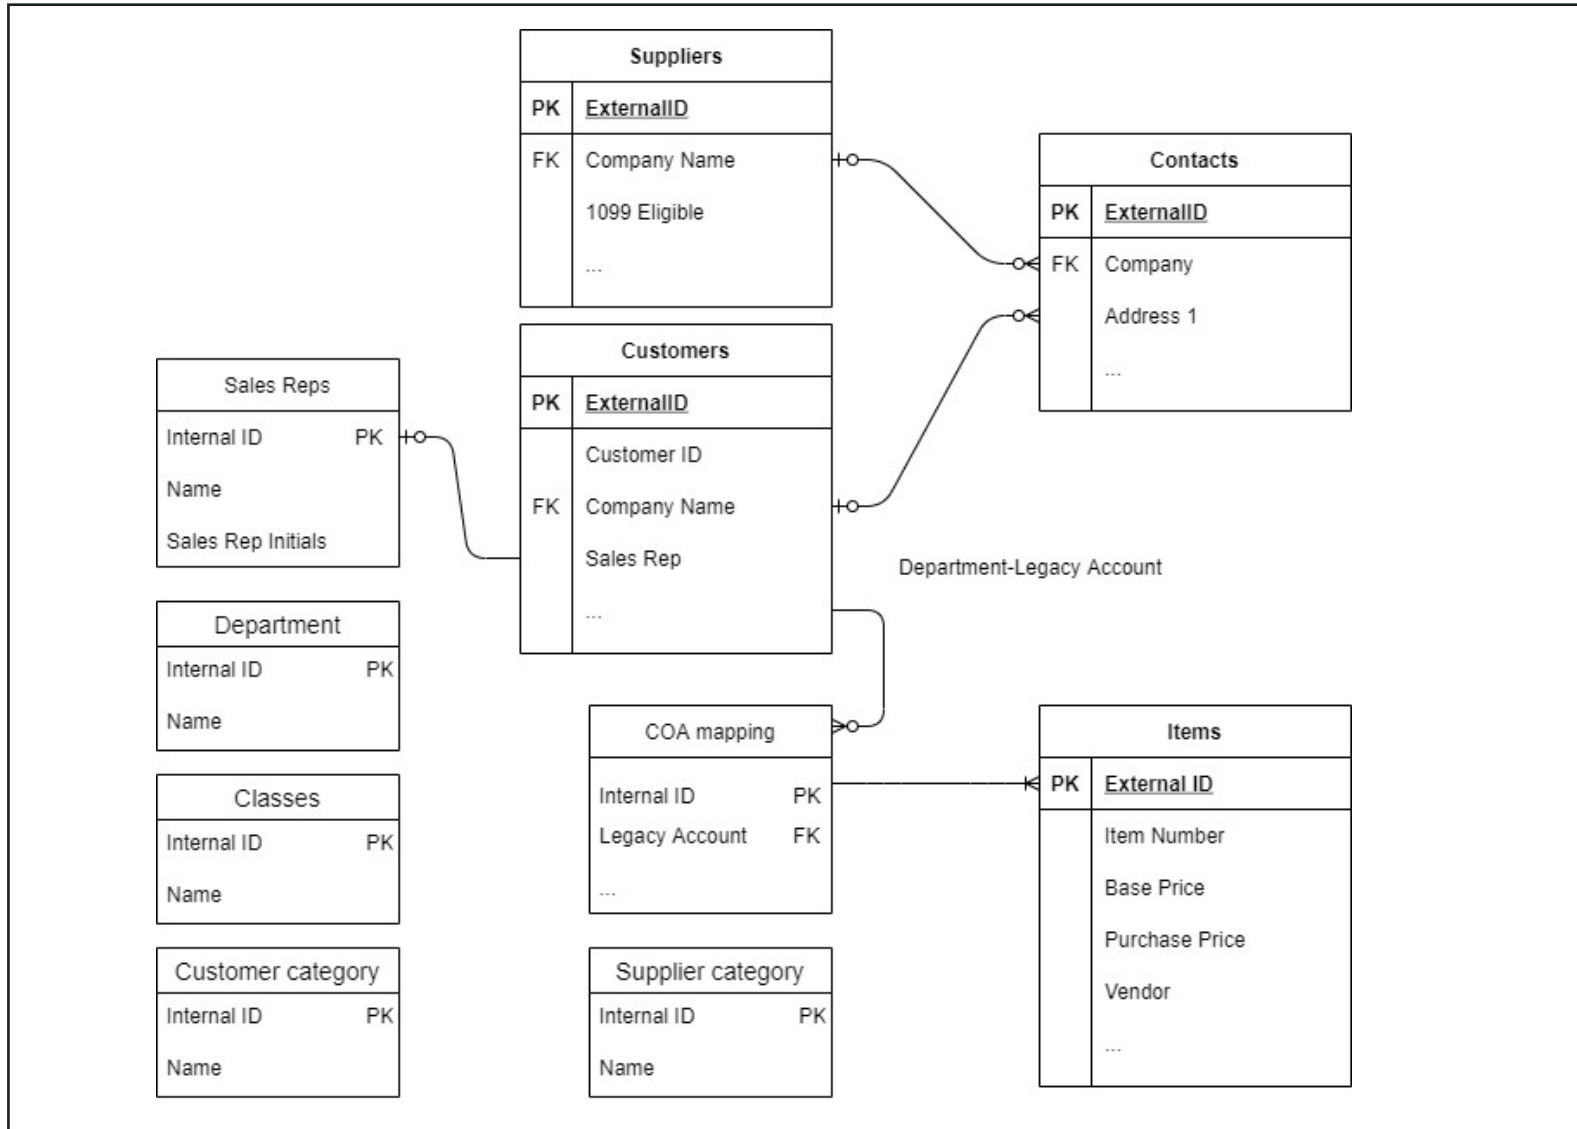 Suppliers
PK ExternalID
FK Company Name
1099 Eligible
...
Contacts
PK ExternalID
FK Company
Address 1
...
Customers
PK ExternalID
Customer ID
FK Company Name
Sales Rep
...
Sales Reps
Internal ID PK
Name
Sales Rep Initials
Department-Legacy Account
Department
Internal ID PK
Name
COA mapping
Internal ID PK
Legacy Account FK
...
Items
PK External ID
Item Number
Base Price
Purchase Price
Vendor
...
Classes
Internal ID PK
Name
Customer category
Internal ID PK
Name
Supplier category
Internal ID PK
Name